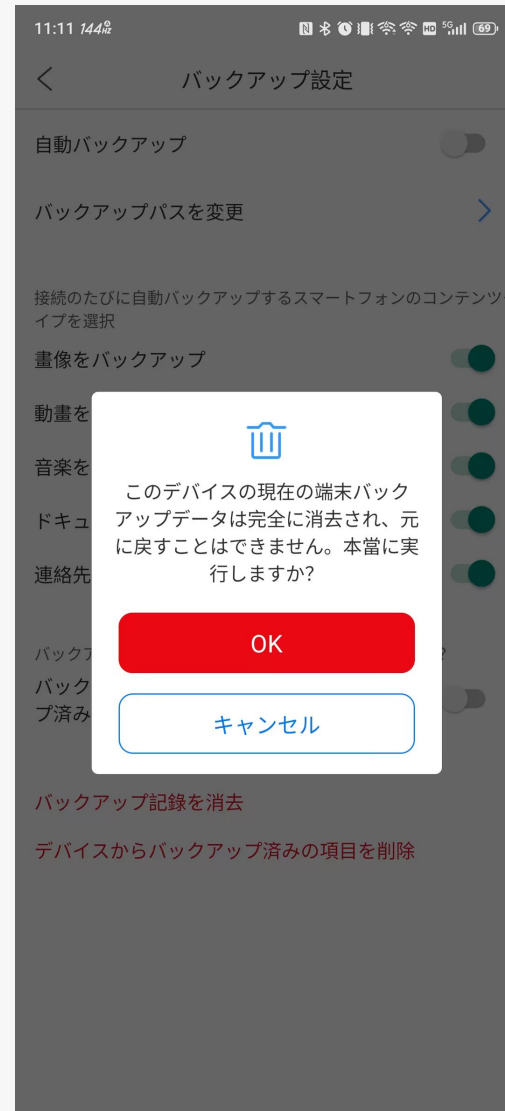 11:11 144Hz
HD 5G 69
バックアップ設定
自動バックアップ
バックアップパスを変更
接続のたびに自動バックアップするスマートフォンのコンテンツ
イプを選択
畫像をバックアップ
動畫を
音楽を
ドキュ
連絡先
このデバイスの現在の端末バック
アップデータは完全に消去され、元
に戻すことはできません。本當に実
行しますか?
OK
キャンセル
バックア
?
バック
プ済み
バックアップ記録を消去
デバイスからバックアップ済みの項目を削除